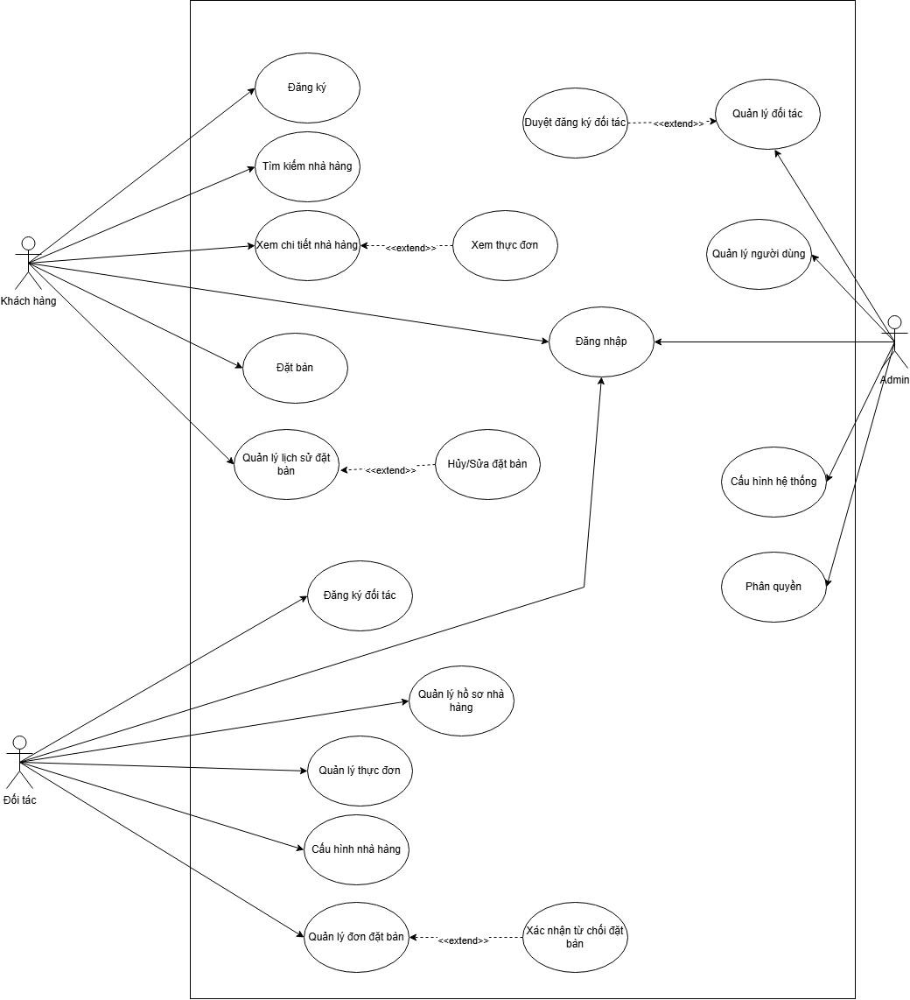 Đăng ký
Duyệt đăng ký đối tác
<<extend>>
Quản lý đối tác
Tìm kiếm nhà hàng
Xem chi tiết nhà hàng
<<extend>>
Xem thực đơn
Quản lý người dùng
Khách hàng
Đăng nhập
Đặt bàn
Admin
Quản lý lịch sử đặt
bàn
<<extend>>
Hủy/Sửa đặt bàn
Cấu hình hệ thống
Đăng ký đối tác
Phân quyền
Quản lý hồ sơ nhà
hàng
Quản lý thực đơn
Đối tác
Cấu hình nhà hàng
Quản lý đơn đặt bàn
<<extend>>
Xác nhận từ chối đặt
bàn